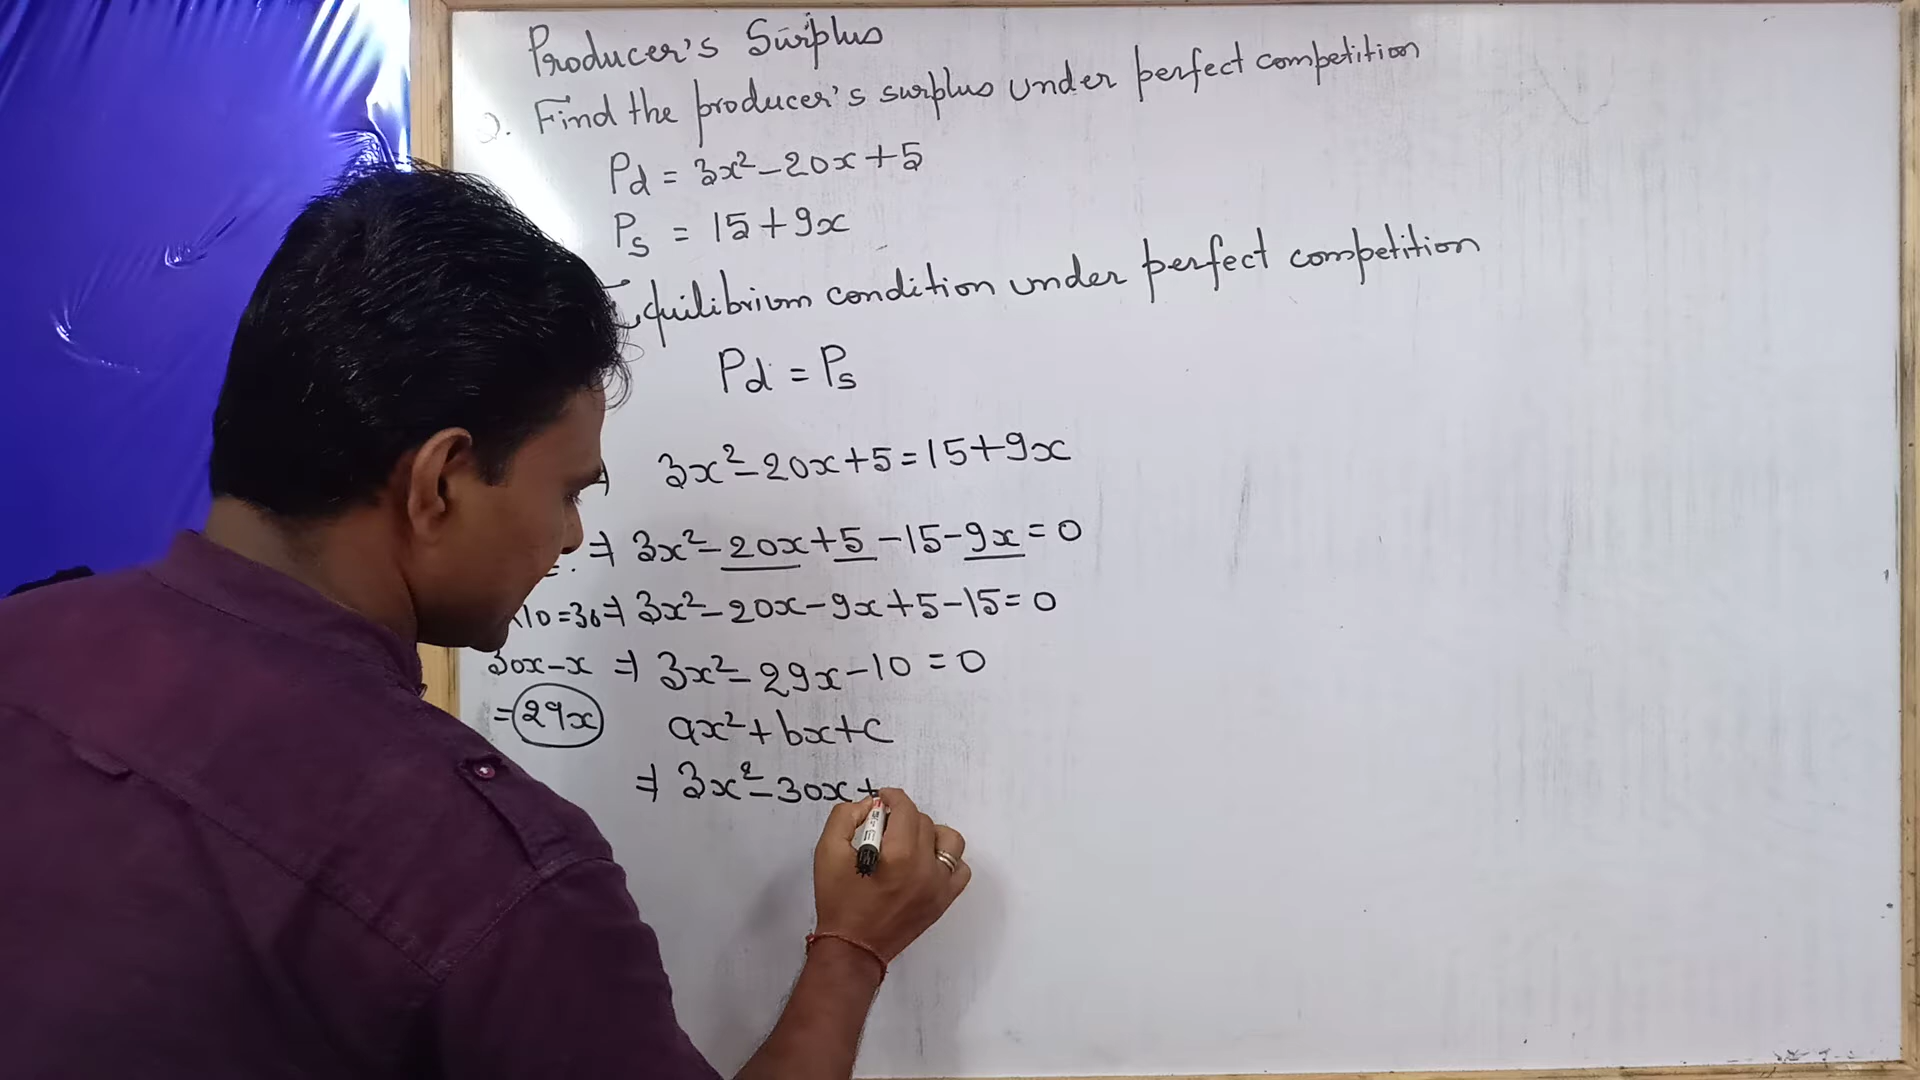 Producer's Surplus
Q. Find the producer's surplus under perfect competition
Pd = 3x² - 20x + 5
Ps = 15 + 9x
Equilibrium condition under perfect competition
Pd = Ps
3x² - 20x + 5 = 15 + 9x
⇒ 3x² - 20x + 5 - 15 - 9x = 0
×10 = 30 ⇒ 3x² - 20x - 9x + 5 - 15 = 0
30x - x ⇒ 3x² - 29x - 10 = 0
= 29x ax² + bx + c
⇒ 3x² - 30x +